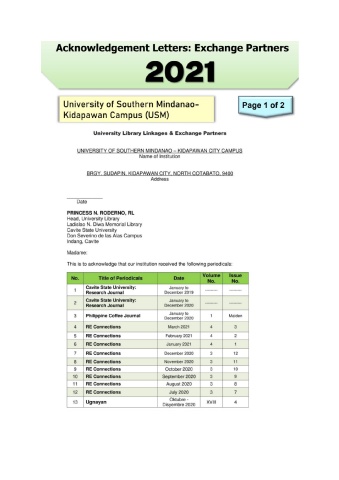 Acknowledgement Letters: Exchange Partners
2021
University of Southern Mindanao-
Kidapawan Campus (USM)
Page 1 of 2
University Library Linkages & Exchange Partners
UNIVERSITY OF SOUTHERN MINDANAO – KIDAPAWAN CITY CAMPUS
Name of Institution
BRGY. SUDAPIN, KIDAPAWAN CITY, NORTH COTABATO, 9400
Address
Date
PRINCESS N. RODERNO, RL
Head, University Library
Ladislao N. Diwa Memorial Library
Cavite State University
Don Severino de las Alas Campus
Indang, Cavite
Madame:
This is to acknowledge that our institution received the following periodicals:
No. Title of Periodicals Date Volume No. Issue No.
1 Cavite State University: Research Journal January to December 2019 --------- ---------
2 Cavite State University: Research Journal January to December 2020 --------- ---------
3 Philippine Coffee Journal January to December 2020 1 Maiden
4 RE Connections March 2021 4 3
5 RE Connections February 2021 4 2
6 RE Connections January 2021 4 1
7 RE Connections December 2020 3 12
8 RE Connections November 2020 3 11
9 RE Connections October 2020 3 10
10 RE Connections September 2020 3 9
11 RE Connections August 2020 3 8
12 RE Connections July 2020 3 7
13 Ugnayan Oktubre - Disyembre 2020 XVIII 4